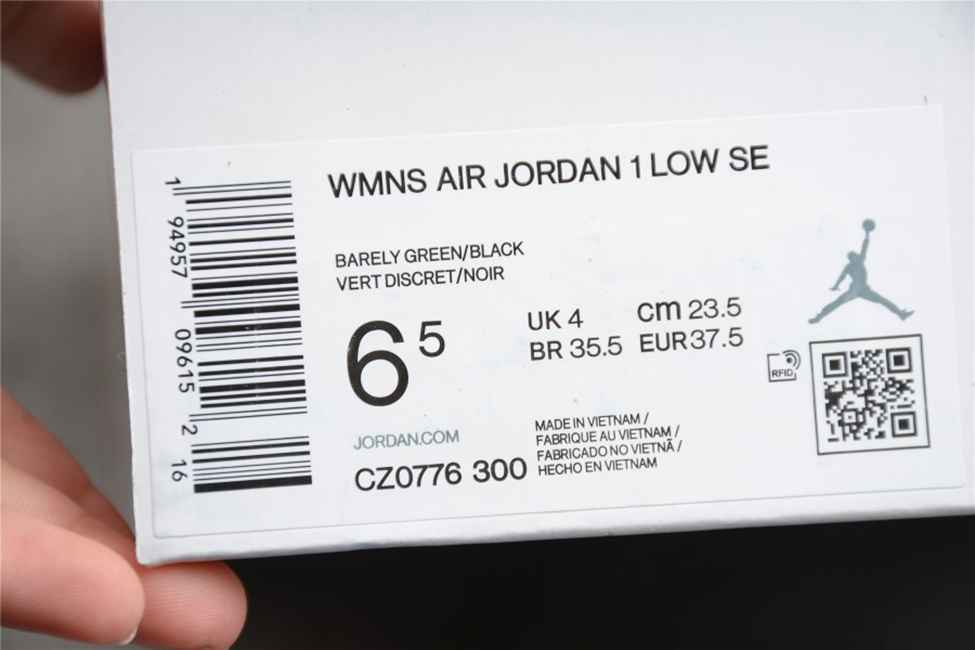 WMNS AIR JORDAN 1 LOW SE
BARELY GREEN/BLACK
VERT DISCRET/NOIR
6 5
UK 4 cm 23.5
BR 35.5 EUR 37.5
RFID
JORDAN.COM
CZ0776 300
MADE IN VIETNAM /
FABRIQUE AU VIETNAM /
FABRICADO NO VIETNÃ /
HECHO EN VIETNAM
1 94957 09615 2 16